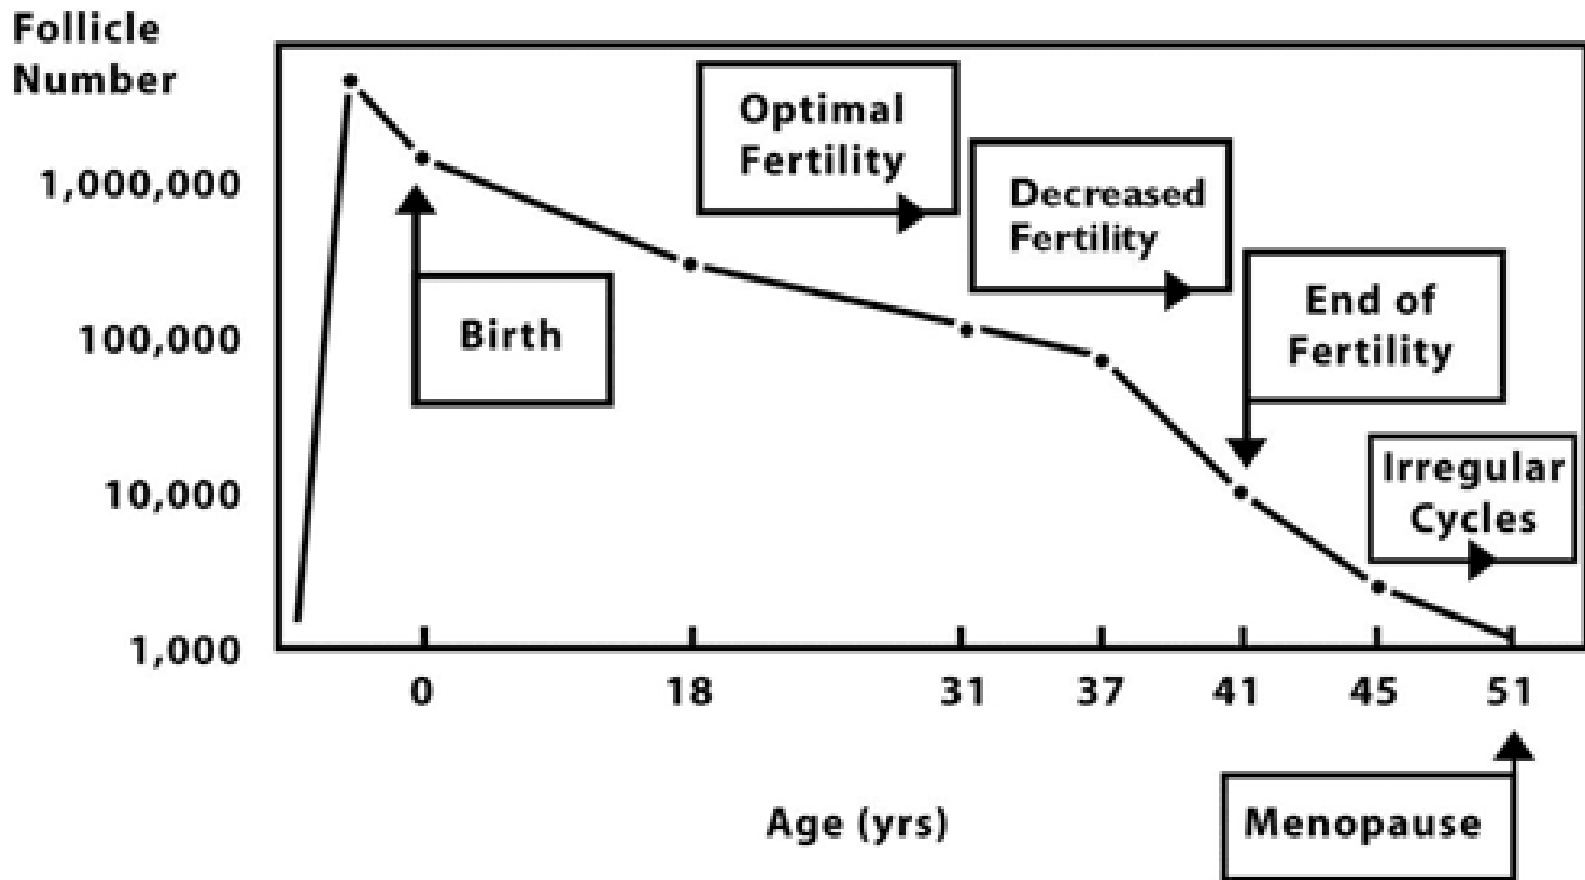 Follicle
Number
1,000,000
100,000
10,000
1,000
Optimal
Fertility
Decreased
Fertility
End of
Fertility
Birth
Irregular
Cycles
0 18 31 37 41 45 51
Age (yrs)
Menopause